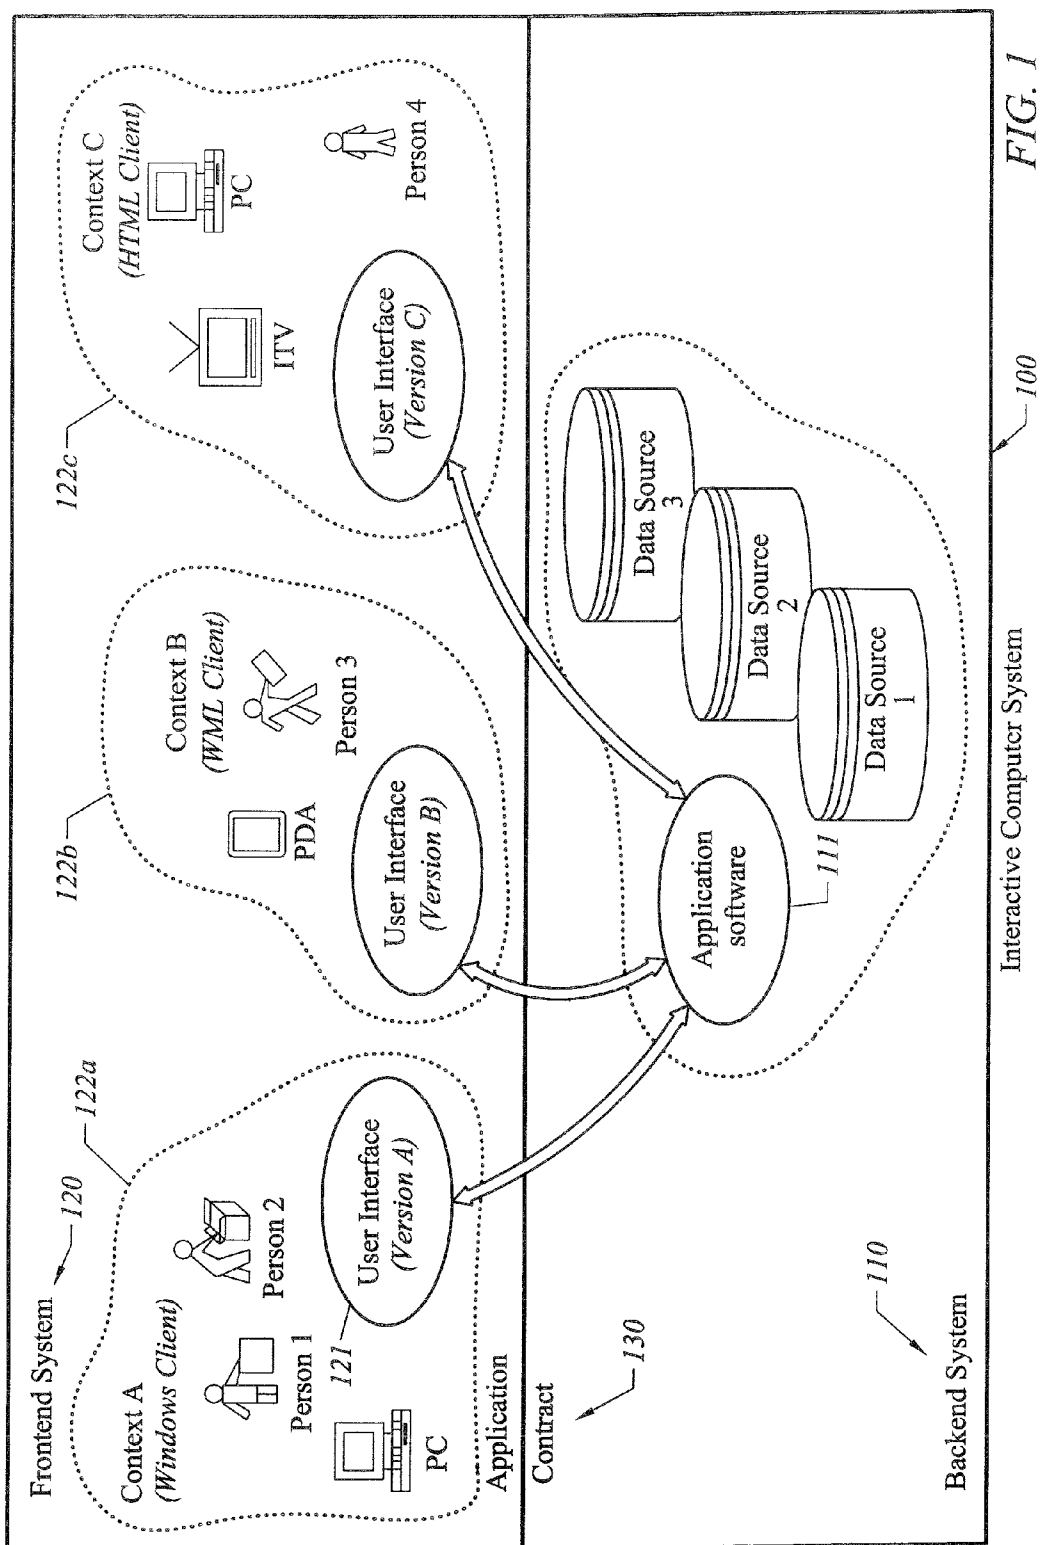 Frontend System
120
122a
Context A
(Windows Client)
Person 1
Person 2
PC
121
User Interface
(Version A)
122b
Context B
(WML Client)
PDA
Person 3
User Interface
(Version B)
122c
Context C
(HTML Client)
ITV
PC
Person 4
User Interface
(Version C)
Application
Contract
130
Application
software
111
Data Source
3
Data Source
2
Data Source
1
Backend System
110
Interactive Computer System
100
FIG. 1